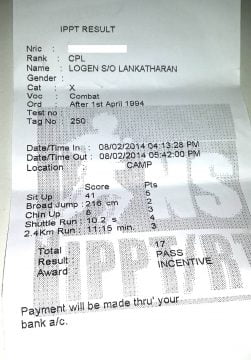 IPPT RESULT
Nric :
Rank : CPL
Name : LOGEN S/O LANKATHARAN
Gender :
Cat : X
Voc : Combat
Ord : After 1st April 1994
Test no :
Tag No : 250
Date/Time In : 08/02/2014 04:13:28 PM
Date/Time Out : 08/02/2014 05:42:00 PM
Location CAMP
Score Pts
Sit Up : 41 5
Broad Jump : 216 cm 2
Chin Up : 8 3
Shuttle Run : 10.2 s 4
2.4Km Run : 11:15 min. 3
Total : 17
Result : PASS
Award : INCENTIVE
Payment will be made thru' your
bank a/c.
NS
IPPT/